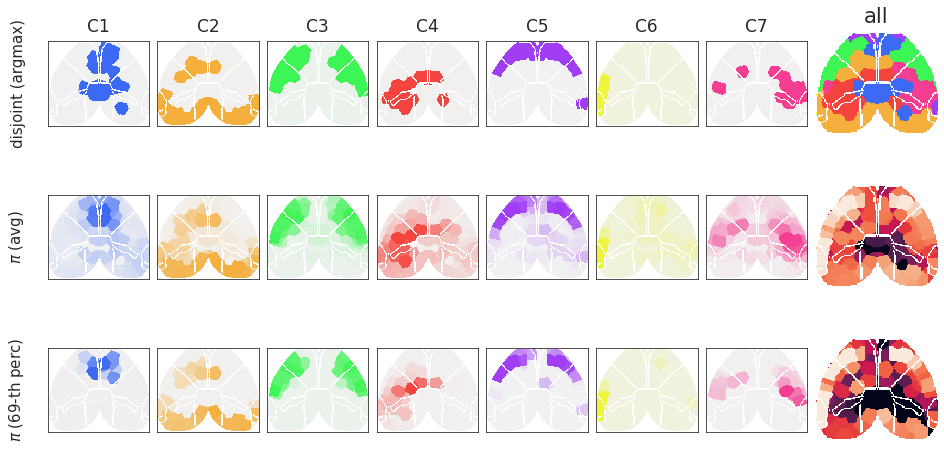 C1 C2 C3 C4 C5 C6 C7 all
disjoint (argmax)
π (avg)
π (69-th perc)